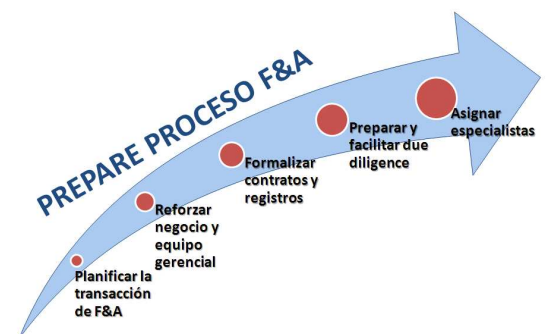 PREPARE PROCESO F&A
Planificar la
transacción
de F&A
Reforzar
negocio y
equipo
gerencial
Formalizar
contratos y
registros
Preparar y
facilitar due
diligence
Asignar
especialistas